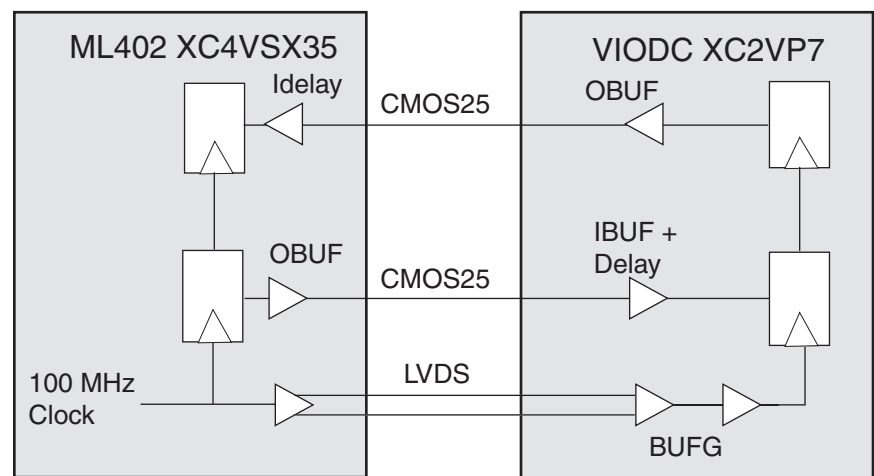 ML402 XC4VSX35
VIODC XC2VP7
Idelay
CMOS25
OBUF
OBUF
CMOS25
IBUF +
Delay
100 MHz
Clock
LVDS
BUFG